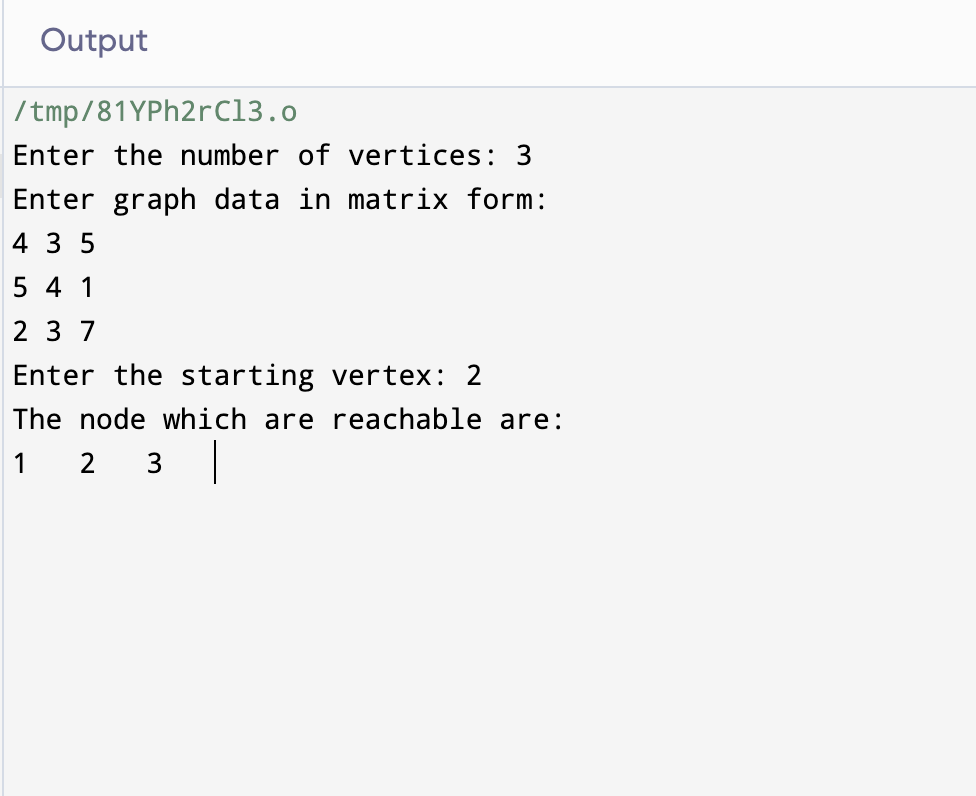 Output
/tmp/81YPh2rCl3.o
Enter the number of vertices: 3
Enter graph data in matrix form:
4 3 5
5 4 1
2 3 7
Enter the starting vertex: 2
The node which are reachable are:
1   2   3